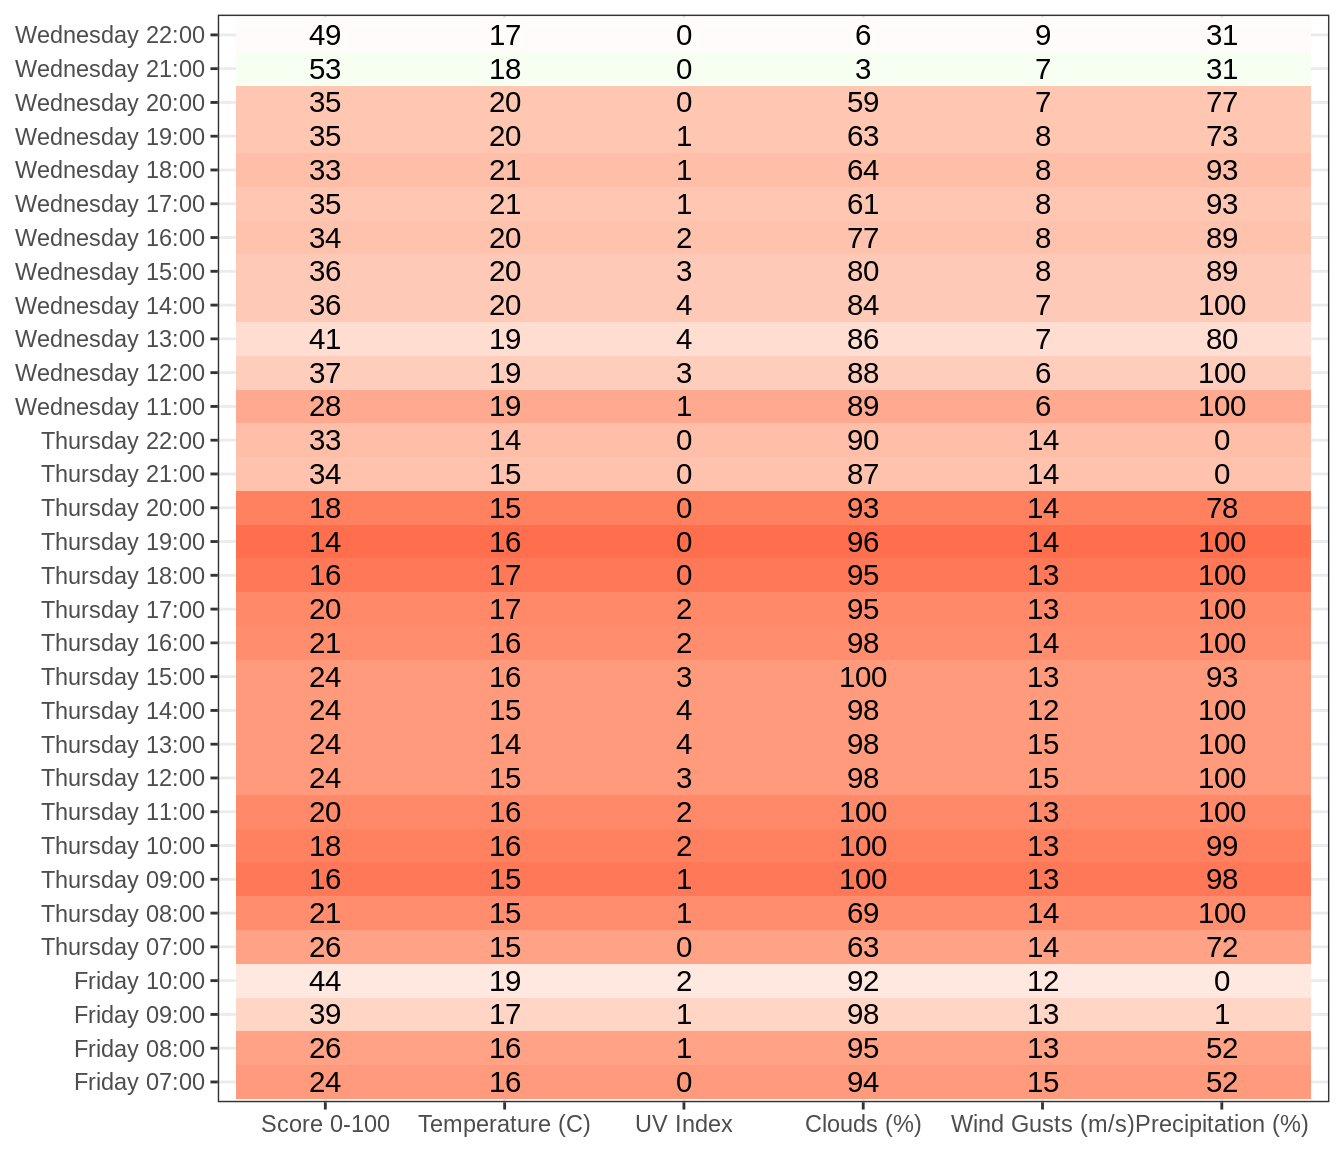 Wednesday 22:00 49 17 0 6 9 31
Wednesday 21:00 53 18 0 3 7 31
Wednesday 20:00 35 20 0 59 7 77
Wednesday 19:00 35 20 1 63 8 73
Wednesday 18:00 33 21 1 64 8 93
Wednesday 17:00 35 21 1 61 8 93
Wednesday 16:00 34 20 2 77 8 89
Wednesday 15:00 36 20 3 80 8 89
Wednesday 14:00 36 20 4 84 7 100
Wednesday 13:00 41 19 4 86 7 80
Wednesday 12:00 37 19 3 88 6 100
Wednesday 11:00 28 19 1 89 6 100
Thursday 22:00 33 14 0 90 14 0
Thursday 21:00 34 15 0 87 14 0
Thursday 20:00 18 15 0 93 14 78
Thursday 19:00 14 16 0 96 14 100
Thursday 18:00 16 17 0 95 13 100
Thursday 17:00 20 17 2 95 13 100
Thursday 16:00 21 16 2 98 14 100
Thursday 15:00 24 16 3 100 13 93
Thursday 14:00 24 15 4 98 12 100
Thursday 13:00 24 14 4 98 15 100
Thursday 12:00 24 15 3 98 15 100
Thursday 11:00 20 16 2 100 13 100
Thursday 10:00 18 16 2 100 13 99
Thursday 09:00 16 15 1 100 13 98
Thursday 08:00 21 15 1 69 14 100
Thursday 07:00 26 15 0 63 14 72
Friday 10:00 44 19 2 92 12 0
Friday 09:00 39 17 1 98 13 1
Friday 08:00 26 16 1 95 13 52
Friday 07:00 24 16 0 94 15 52
Score 0-100 Temperature (C) UV Index Clouds (%) Wind Gusts (m/s) Precipitation (%)